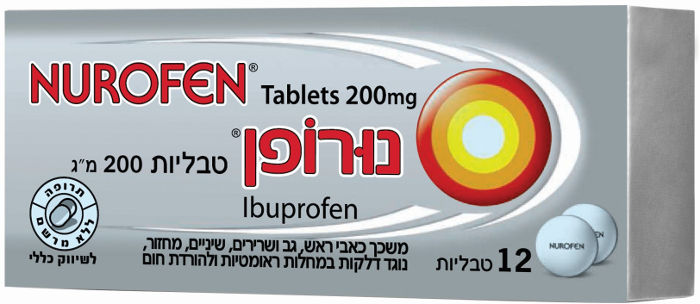 NUROFEN® Tablets 200mg
נורופן® טבליות 200 מ״ג
Ibuprofen
תרופה
ללא מרשם
לשיווק כללי
משכך כאבי ראש, גב ושרירים, שיניים, מחזור,
נוגד דלקות במחלות ראומטיות ולהורדת חום
12 טבליות
NUROFEN